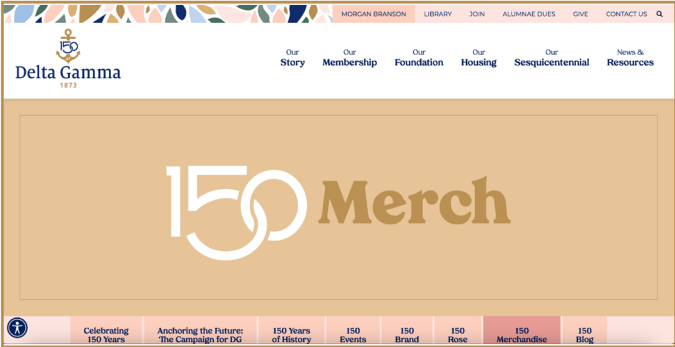 MORGAN BRANSON LIBRARY JOIN ALUMNAE DUES GIVE CONTACT US
150
Delta Gamma
1873
Our Story
Our Membership
Our Foundation
Our Housing
Our Sesquicentennial
News & Resources
150 Merch
Celebrating
150 Years
Anchoring the Future:
The Campaign for DG
150 Years
of History
150
Events
150
Brand
150
Rose
150
Merchandise
150
Blog